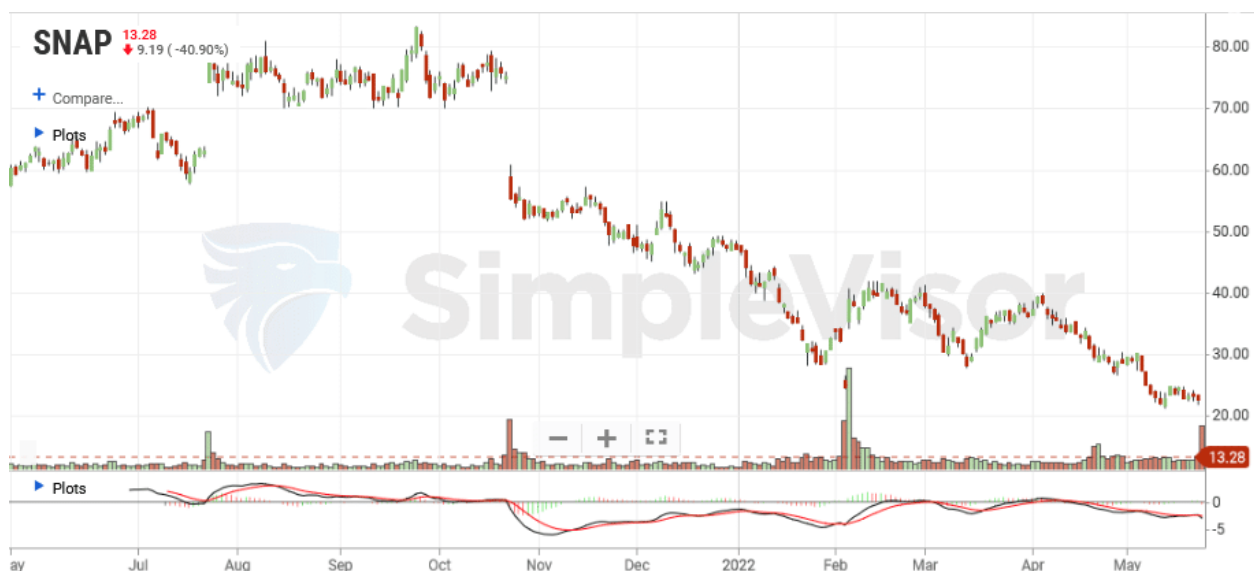 SNAP 13.28
9.19 ( -40.90%)
+ Compare...
Plots
SimpleVisor
80.00
70.00
60.00
50.00
40.00
30.00
20.00
13.28
Plots
0
-5
ay Jul Aug Sep Oct Nov Dec 2022 Feb Mar Apr May